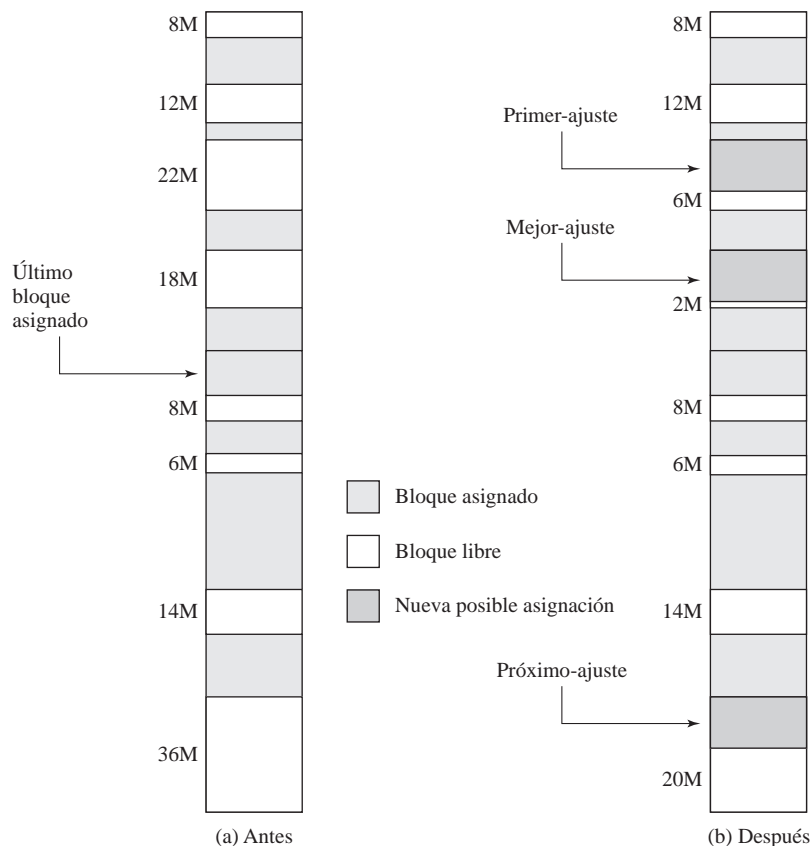 8M
12M
22M
18M
Último
bloque
asignado
8M
6M
14M
36M
(a) Antes
Bloque asignado
Bloque libre
Nueva posible asignación
8M
12M
Primer-ajuste
6M
Mejor-ajuste
2M
8M
6M
14M
Próximo-ajuste
20M
(b) Después